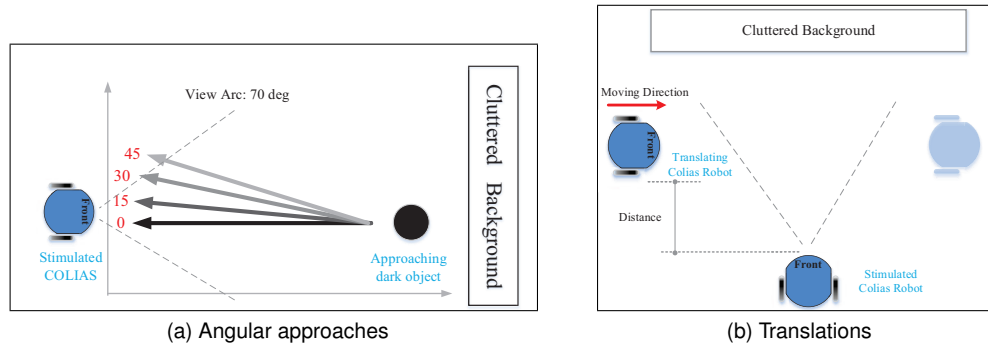 View Arc: 70 deg
45
30
15
0
Front
Stimulated
COLIAS
Approaching
dark object
Cluttered Background
(a) Angular approaches
Cluttered Background
Moving Direction
Front
Translating
Colias Robot
Distance
Front
Stimulated
Colias Robot
(b) Translations